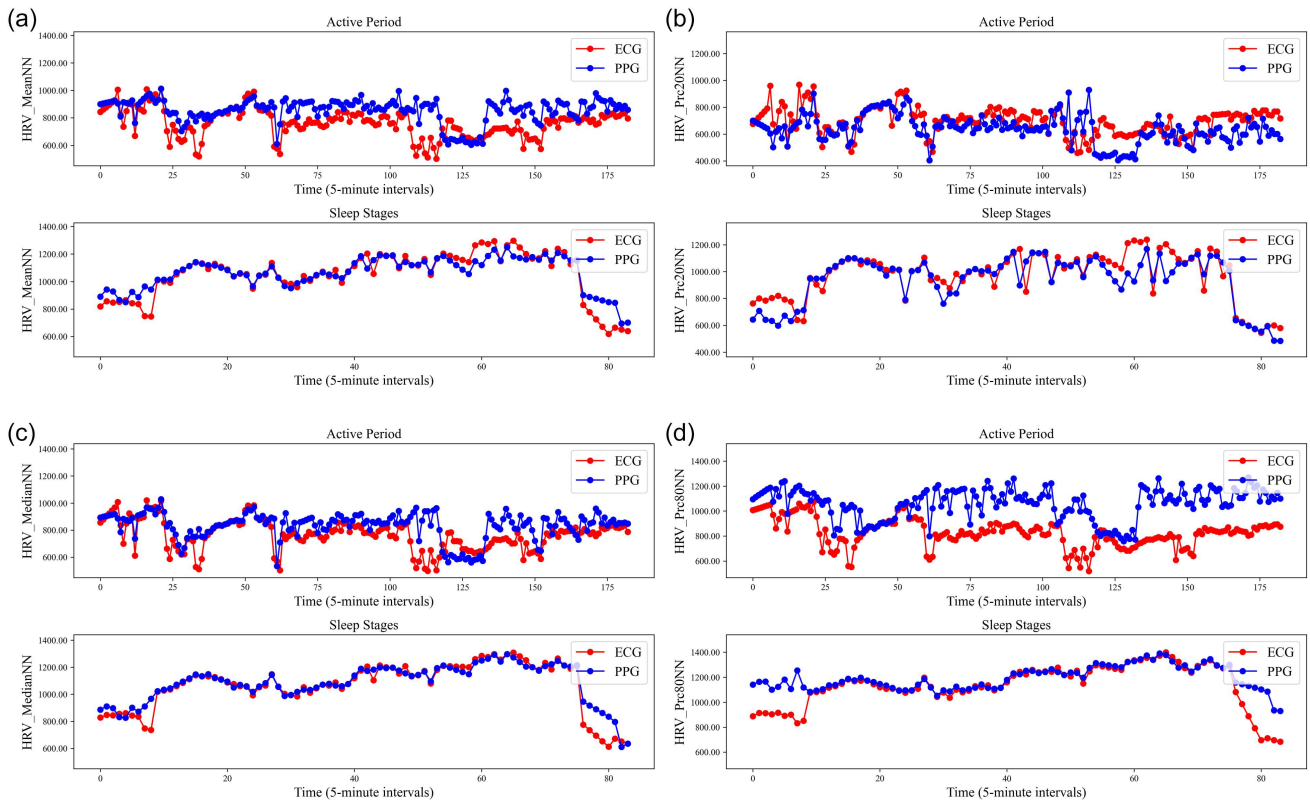 (a)
Active Period
HRV_MeanNN
1400.00
1200.00
1000.00
800.00
600.00
ECG
PPG
0 25 50 75 100 125 150 175
Time (5-minute intervals)
Sleep Stages
HRV_MeanNN
1400.00
1200.00
1000.00
800.00
600.00
ECG
PPG
0 20 40 60 80
Time (5-minute intervals)
(b)
Active Period
HRV_Prc20NN
1200.00
1000.00
800.00
600.00
400.00
ECG
PPG
0 25 50 75 100 125 150 175
Time (5-minute intervals)
Sleep Stages
HRV_Prc20NN
1200.00
1000.00
800.00
600.00
400.00
ECG
PPG
0 20 40 60 80
Time (5-minute intervals)
(c)
Active Period
HRV_MedianNN
1400.00
1200.00
1000.00
800.00
600.00
ECG
PPG
0 25 50 75 100 125 150 175
Time (5-minute intervals)
Sleep Stages
HRV_MedianNN
1400.00
1200.00
1000.00
800.00
600.00
ECG
PPG
0 20 40 60 80
Time (5-minute intervals)
(d)
Active Period
HRV_Prc80NN
1400.00
1200.00
1000.00
800.00
600.00
ECG
PPG
0 25 50 75 100 125 150 175
Time (5-minute intervals)
Sleep Stages
HRV_Prc80NN
1400.00
1200.00
1000.00
800.00
600.00
ECG
PPG
0 20 40 60 80
Time (5-minute intervals)